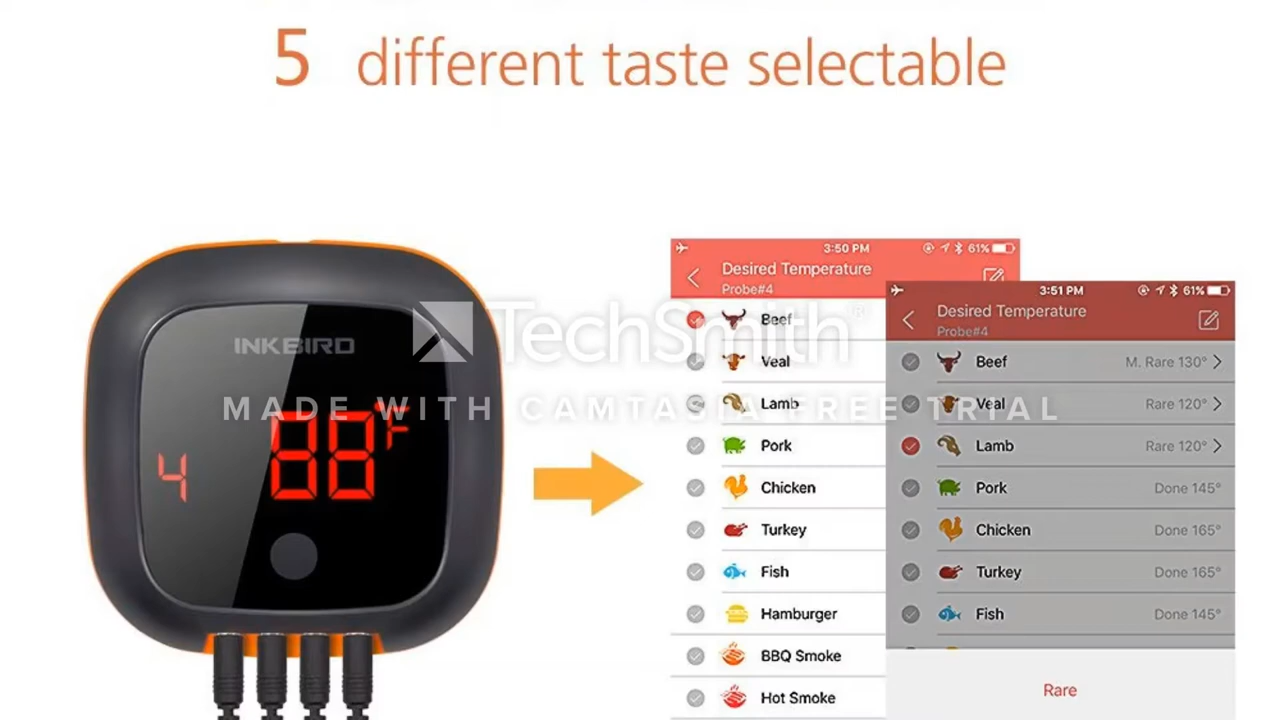 5 different taste selectable
INKBIRD
4
88°F
3:50 PM
61%
Desired Temperature
Probe#4
Beef
Veal
Lamb
Pork
Chicken
Turkey
Fish
Hamburger
BBQ Smoke
Hot Smoke
3:51 PM
61%
Desired Temperature
Probe#4
Beef M. Rare 130°
Veal Rare 120°
Lamb Rare 120°
Pork Done 145°
Chicken Done 165°
Turkey Done 165°
Fish Done 145°
Rare
TechSmith®
MADE WITH CAMTASIA FREE TRIAL